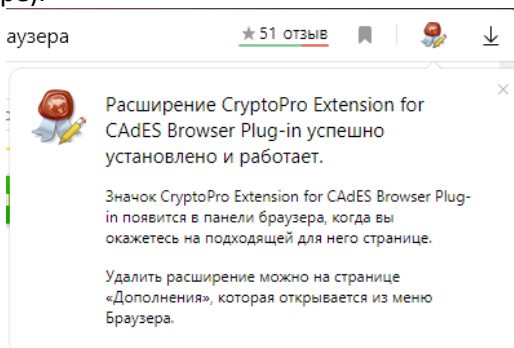 аузера ★ 51 отзыв
Расширение CryptoPro Extension for
CAdES Browser Plug-in успешно
установлено и работает.
Значок CryptoPro Extension for CAdES Browser Plug-
in появится в панели браузера, когда вы
окажетесь на подходящей для него странице.
Удалить расширение можно на странице
«Дополнения», которая открывается из меню
Браузера.